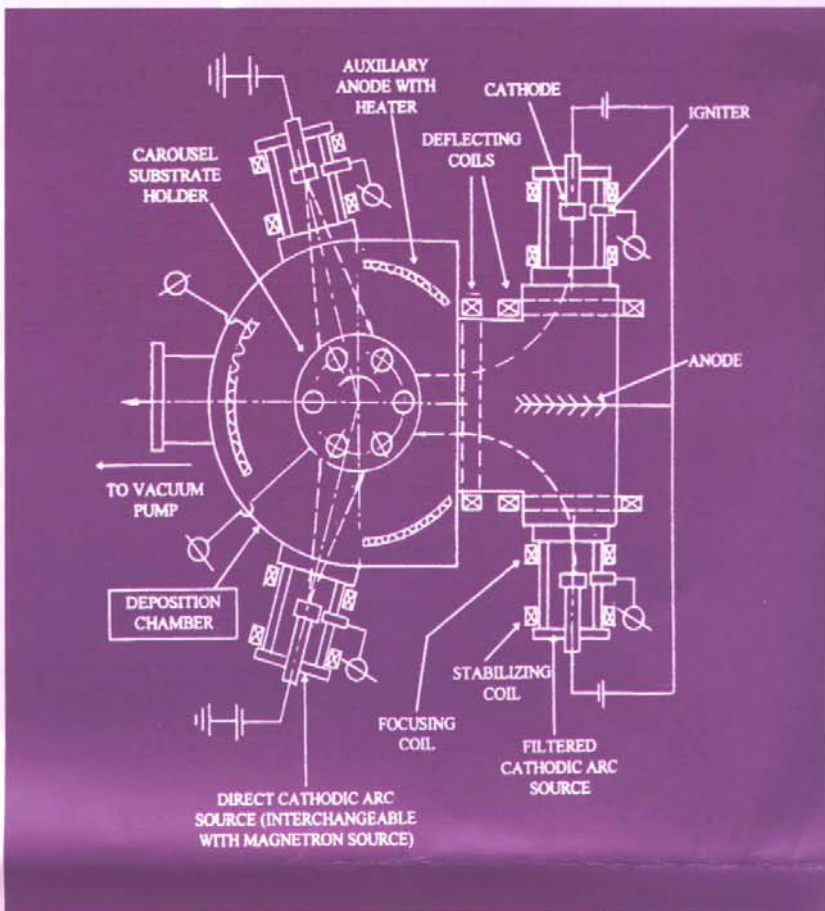 AUXILIARY
ANODE WITH
HEATER
CATHODE
IGNITER
DEFLECTING
COILS
CAROUSEL
SUBSTRATE
HOLDER
ANODE
TO VACUUM
PUMP
DEPOSITION
CHAMBER
STABILIZING
COIL
FOCUSING
COIL
FILTERED
CATHODIC ARC
SOURCE
DIRECT CATHODIC ARC
SOURCE (INTERCHANGEABLE
WITH MAGNETRON SOURCE)